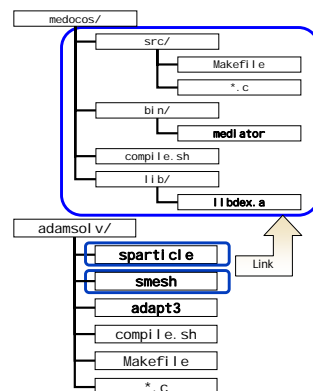 medocos/
src/
Makefile
*.c
bin/
mediator
compile.sh
lib/
libdex.a
adamsolv/
sparticle
Link
smesh
adapt3
compile.sh
Makefile
*.c